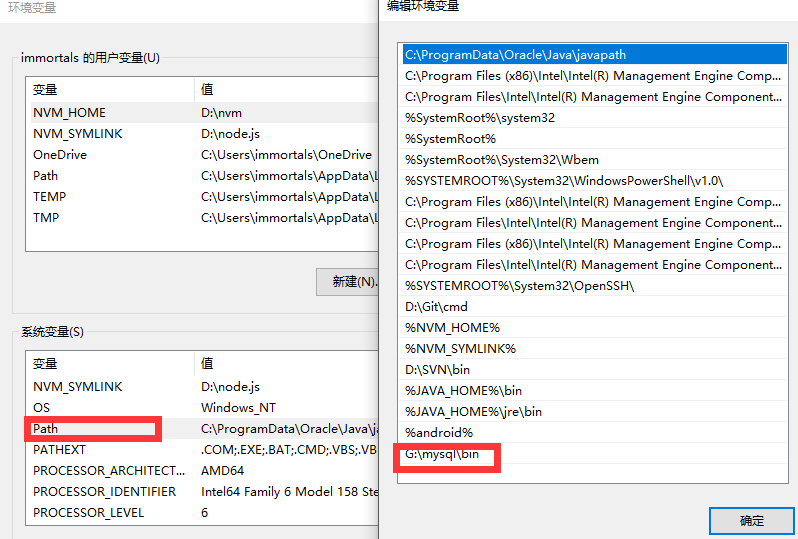 环境变量
immortals 的用户变量(U)
变量 值
NVM_HOME D:\nvm
NVM_SYMLINK D:\node.js
OneDrive C:\Users\immortals\OneDrive
Path C:\Users\immortals\AppData\L
TEMP C:\Users\immortals\AppData\L
TMP C:\Users\immortals\AppData\L
新建(N).
系统变量(S)
变量 值
NVM_SYMLINK D:\node.js
OS Windows_NT
Path C:\ProgramData\Oracle\Java\ja
PATHEXT .COM;.EXE;.BAT;.CMD;.VBS;.VB
PROCESSOR_ARCHITECT... AMD64
PROCESSOR_IDENTIFIER Intel64 Family 6 Model 158 Ste
PROCESSOR_LEVEL 6
编辑环境变量
C:\ProgramData\Oracle\Java\javapath
C:\Program Files (x86)\Intel\Intel(R) Management Engine Comp...
C:\Program Files\Intel\Intel(R) Management Engine Component...
%SystemRoot%\system32
%SystemRoot%
%SystemRoot%\System32\Wbem
%SYSTEMROOT%\System32\WindowsPowerShell\v1.0\
C:\Program Files (x86)\Intel\Intel(R) Management Engine Comp...
C:\Program Files\Intel\Intel(R) Management Engine Component...
C:\Program Files (x86)\Intel\Intel(R) Management Engine Comp...
C:\Program Files\Intel\Intel(R) Management Engine Component...
%SYSTEMROOT%\System32\OpenSSH\
D:\Git\cmd
%NVM_HOME%
%NVM_SYMLINK%
D:\SVN\bin
%JAVA_HOME%\bin
%JAVA_HOME%\jre\bin
%android%
G:\mysql\bin
确定